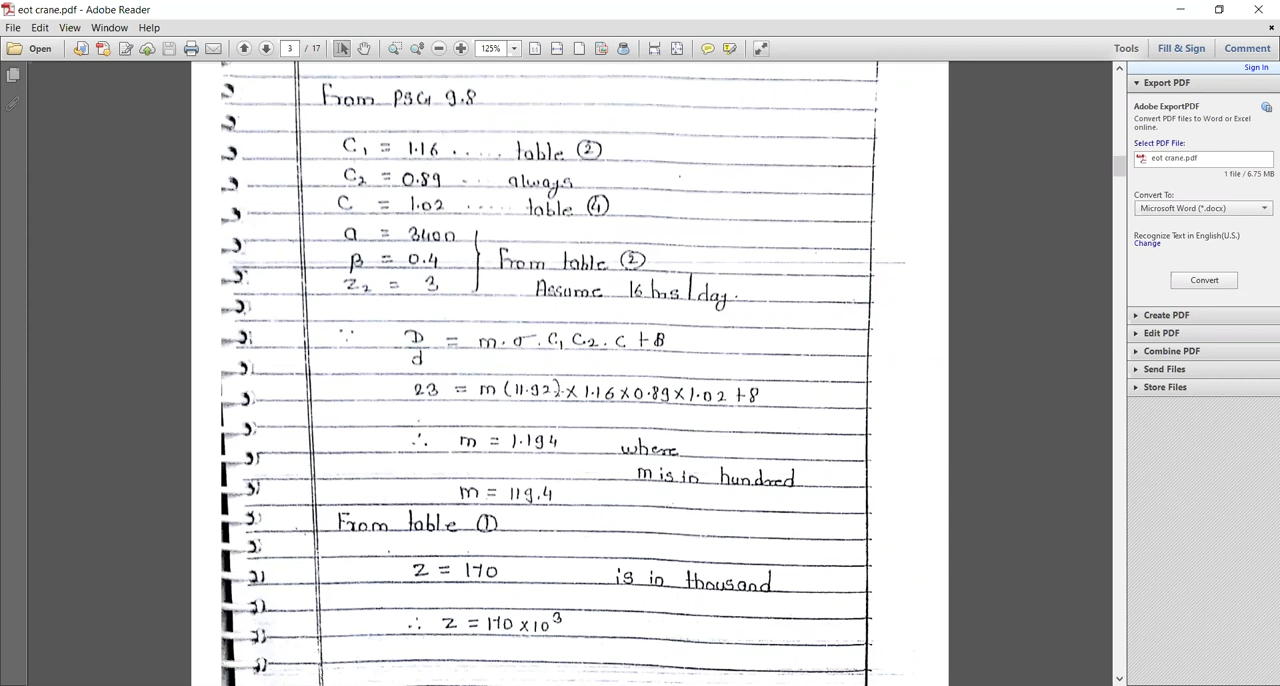 eot crane.pdf - Adobe Reader
File Edit View Window Help
Open 3 / 17 125% Tools Fill & Sign Comment
Sign In
Export PDF
Adobe ExportPDF
Convert PDF files to Word or Excel
online.
Select PDF File:
eot crane.pdf
1 file / 6.75 MB
Convert To:
Microsoft Word (*.docx)
Recognize Text in English(U.S.)
Change
Convert
Create PDF
Edit PDF
Combine PDF
Send Files
Store Files
From PSG 9.8
C₁ = 1.16 ..... table ②
C₂ = 0.89 .. always
C = 1.02 ..... table ④
a = 3400
β = 0.4 } From table ②
Z₂ = 3 Assume 16 hrs/day.
∵ D/d = m. σ. C₁ C₂. C + 8
23 = m (11.92) × 1.16 × 0.89 × 1.02 + 8
∴ m = 1.194 where
m is in hundred
m = 119.4
From table ①
Z = 170 is in thousand
∴ Z = 170 × 10³